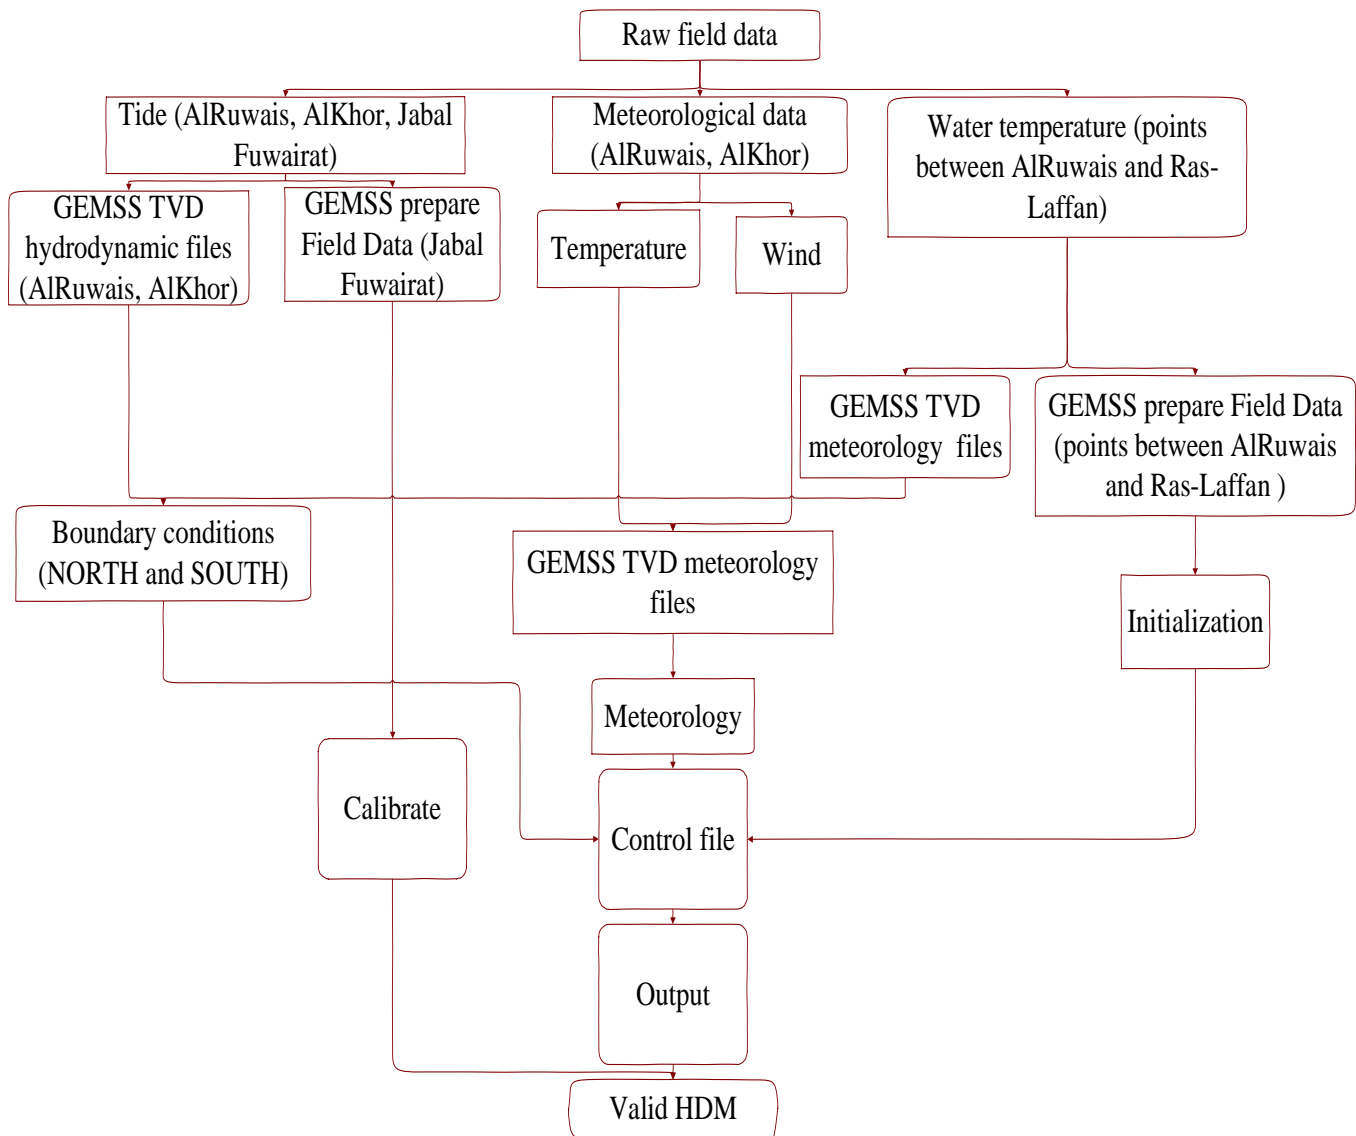 Raw field data
Tide (AlRuwais, AlKhor, Jabal
Fuwairat)
Meteorological data
(AlRuwais, AlKhor)
Water temperature (points
between AlRuwais and Ras-
Laffan)
GEMSS TVD
hydrodynamic files
(AlRuwais, AlKhor)
GEMSS prepare
Field Data (Jabal
Fuwairat)
Temperature
Wind
GEMSS TVD
meteorology files
GEMSS prepare Field Data
(points between AlRuwais
and Ras-Laffan )
Boundary conditions
(NORTH and SOUTH)
GEMSS TVD meteorology
files
Initialization
Meteorology
Calibrate
Control file
Output
Valid HDM